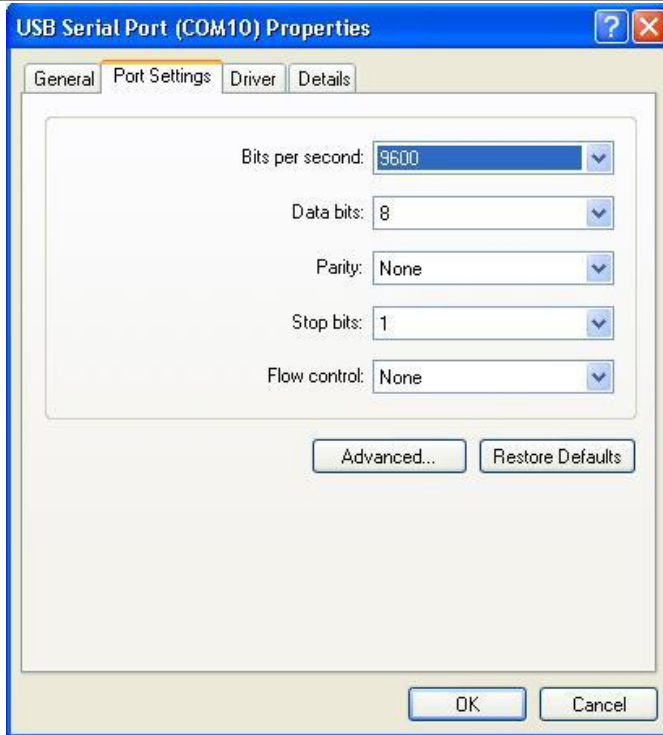 USB Serial Port (COM10) Properties
General Port Settings Driver Details
Bits per second: 9600
Data bits: 8
Parity: None
Stop bits: 1
Flow control: None
Advanced... Restore Defaults
OK Cancel